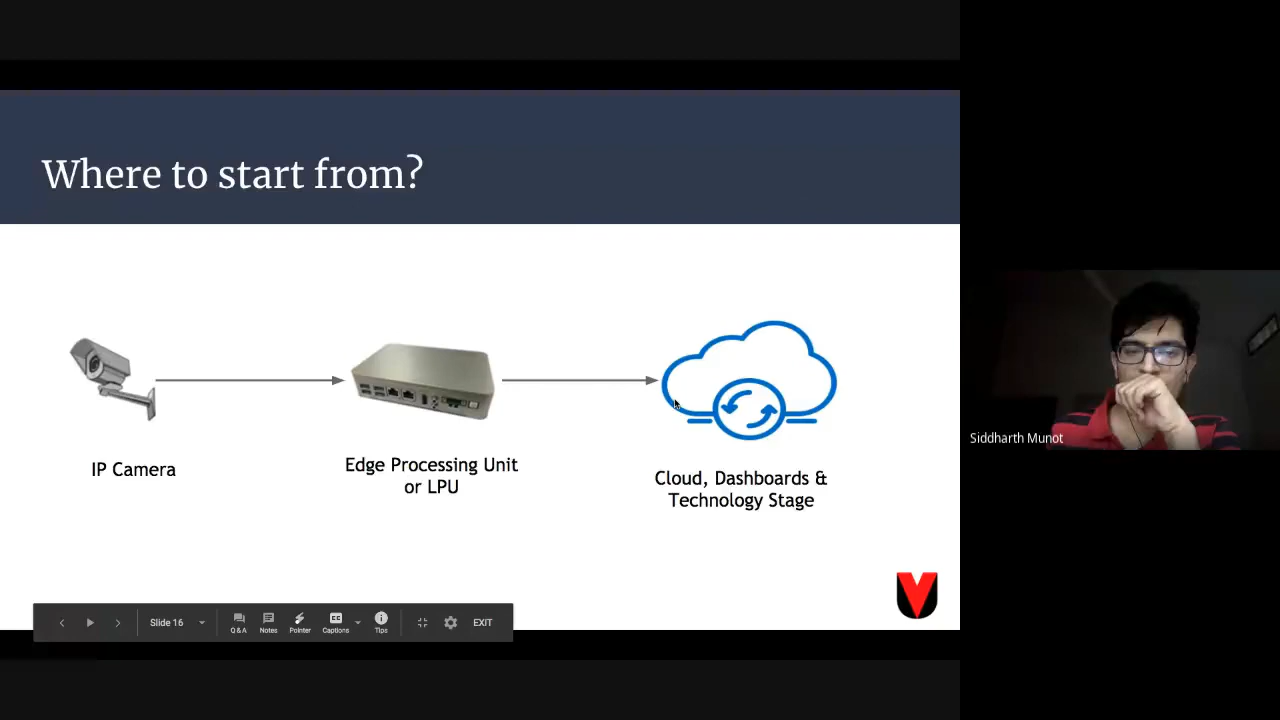 Where to start from?
IP Camera
Edge Processing Unit
or LPU
Cloud, Dashboards &
Technology Stage
Siddharth Munot
Slide 16
Q & A
Notes
Pointer
Captions
Tips
EXIT